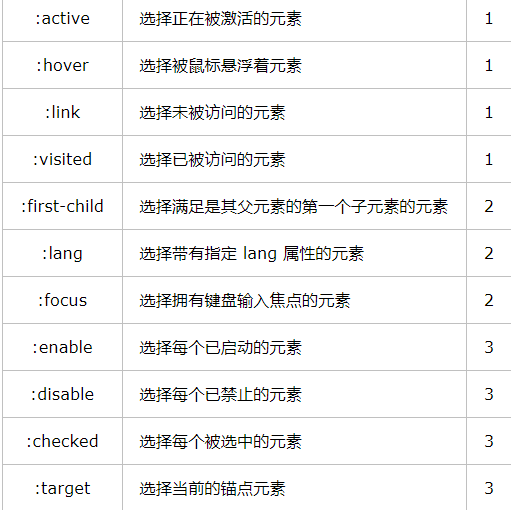 :active 选择正在被激活的元素 1
:hover 选择被鼠标悬浮着元素 1
:link 选择未被访问的元素 1
:visited 选择已被访问的元素 1
:first-child 选择满足是其父元素的第一个子元素的元素 2
:lang 选择带有指定 lang 属性的元素 2
:focus 选择拥有键盘输入焦点的元素 2
:enable 选择每个已启动的元素 3
:disable 选择每个已禁止的元素 3
:checked 选择每个被选中的元素 3
:target 选择当前的锚点元素 3